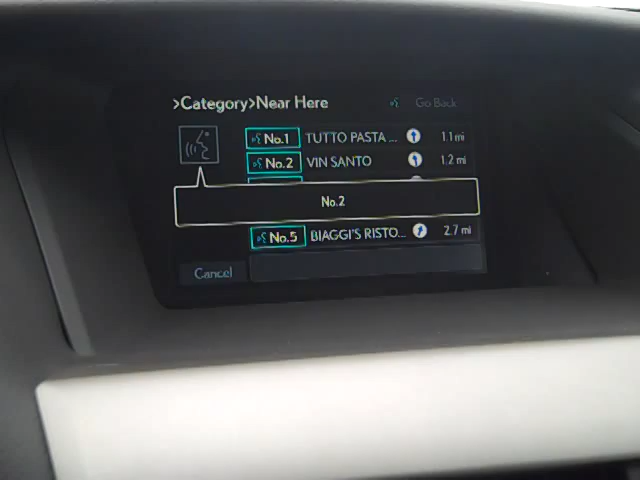 >Category>Near Here
Go Back
No.1 TUTTO PASTA ... 1.1 mi
No.2 VIN SANTO 1.2 mi
No.2
No.5 BIAGGI'S RISTO... 2.7 mi
Cancel